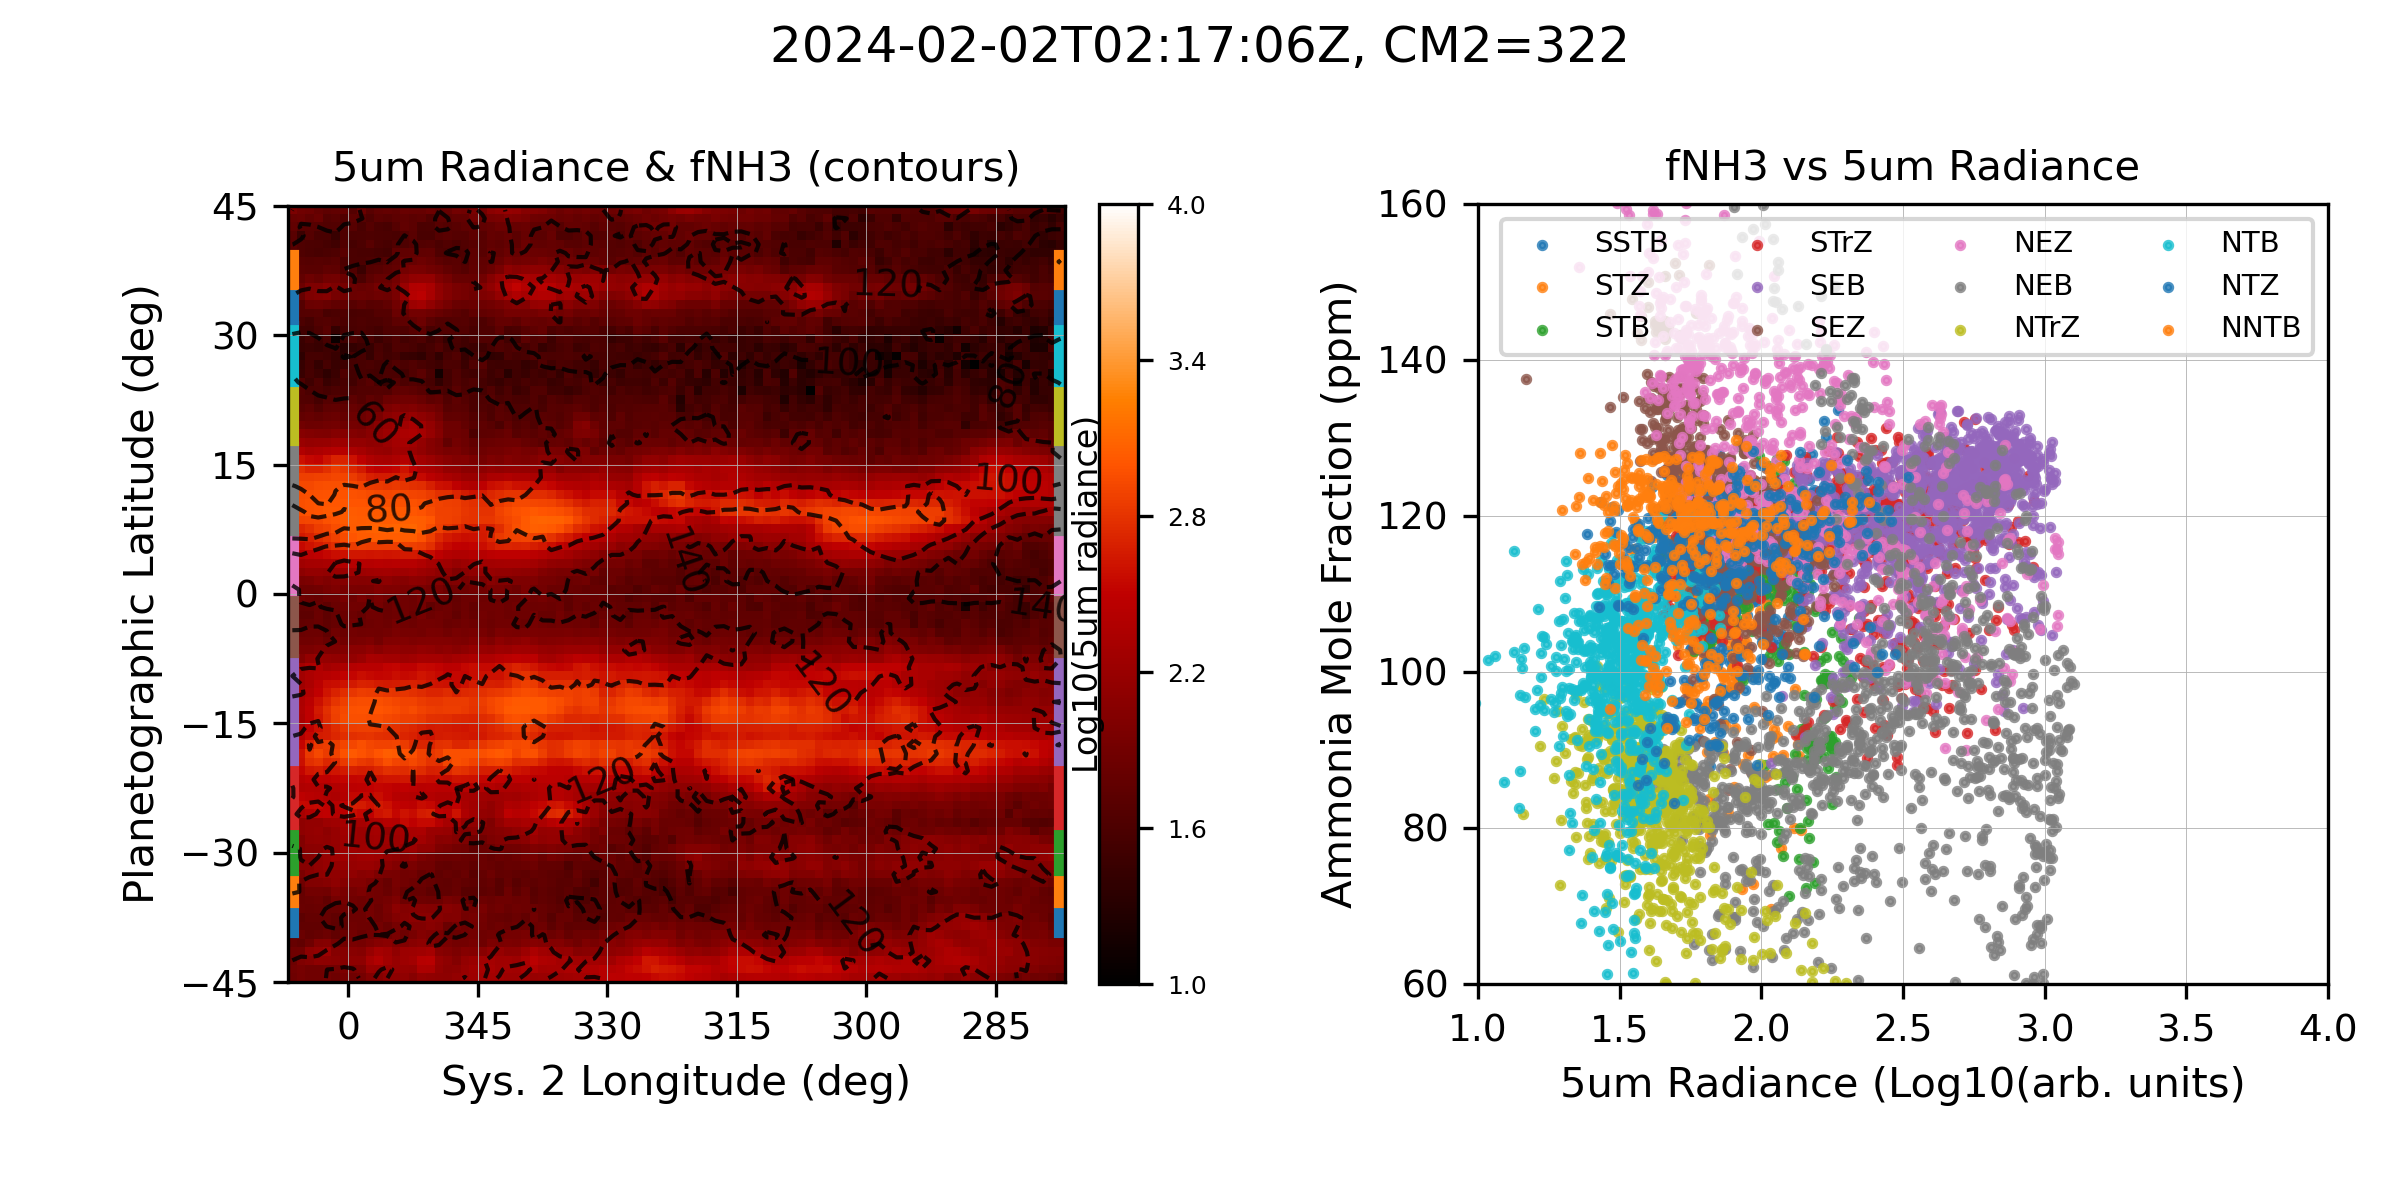 2024-02-02T02:17:06Z, CM2=322
5um Radiance & fNH3 (contours)
45
30
15
0
−15
−30
−45
Planetographic Latitude (deg)
120
100
80
60
100
80
140
120
140
120
120
100
120
0 345 330 315 300 285
Sys. 2 Longitude (deg)
4.0
3.4
2.8
2.2
1.6
1.0
Log10(5um radiance)
fNH3 vs 5um Radiance
160
140
120
100
80
60
Ammonia Mole Fraction (ppm)
SSTB STrZ NEZ NTB
STZ SEB NEB NTZ
STB SEZ NTrZ NNTB
1.0 1.5 2.0 2.5 3.0 3.5 4.0
5um Radiance (Log10(arb. units)